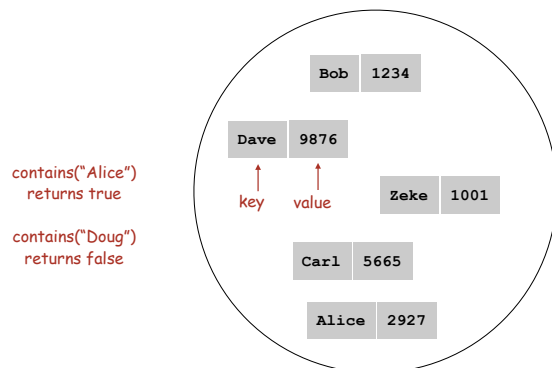 Bob 1234
Dave 9876
contains(“Alice”)
returns true
key value
Zeke 1001
contains(“Doug”)
returns false
Carl 5665
Alice 2927